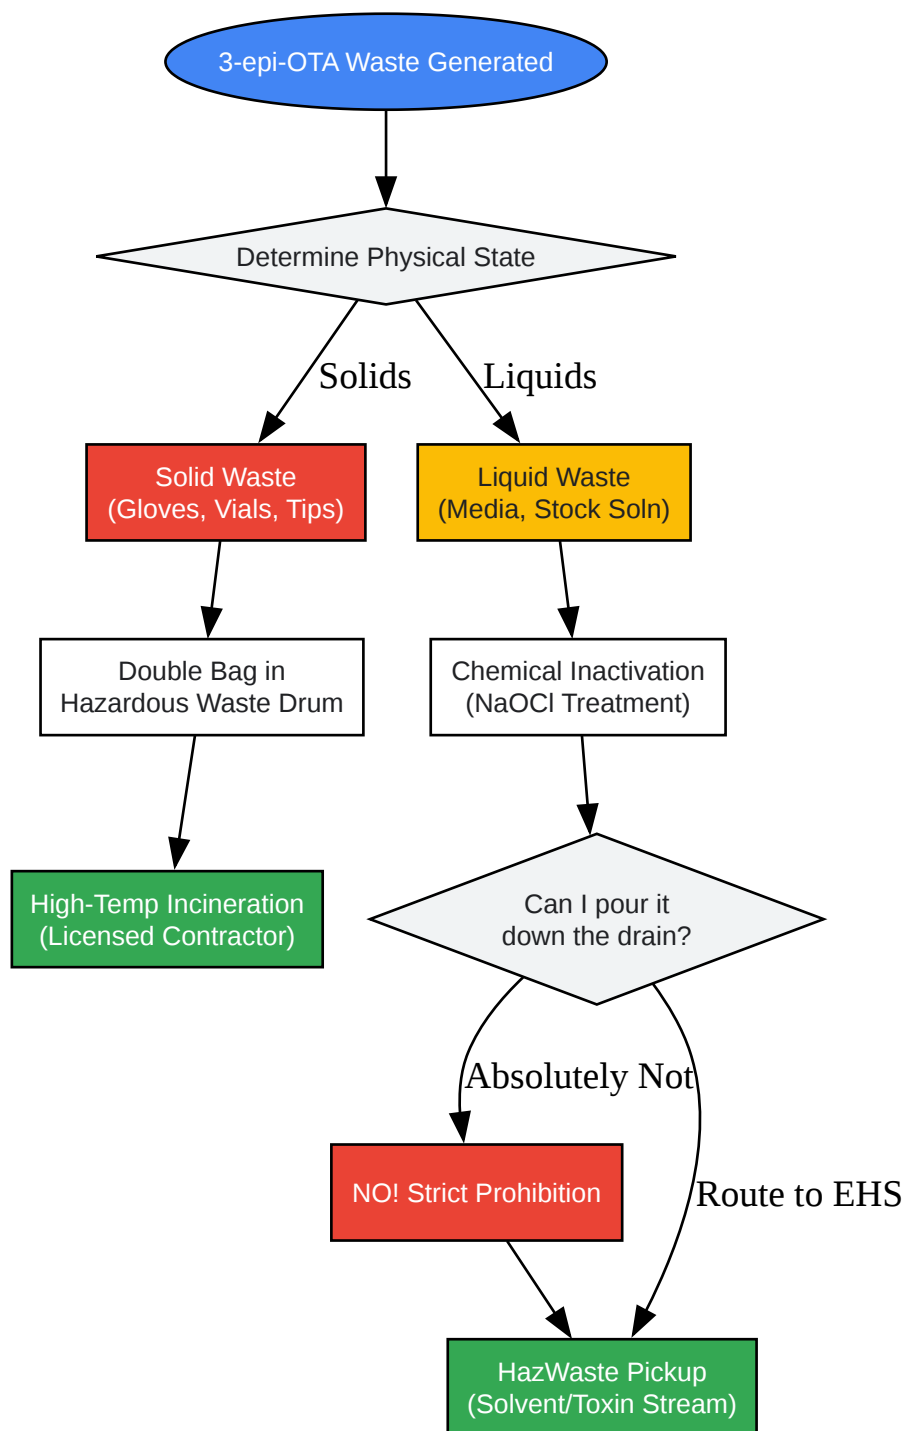 3-epi-OTA Waste Generated
Determine Physical State
Solids
Liquids
Solid Waste
(Gloves, Vials, Tips)
Liquid Waste
(Media, Stock Soln)
Double Bag in
Hazardous Waste Drum
Chemical Inactivation
(NaOCl Treatment)
High-Temp Incineration
(Licensed Contractor)
Can I pour it
down the drain?
Absolutely Not
NO! Strict Prohibition
Route to EHS
HazWaste Pickup
(Solvent/Toxin Stream)